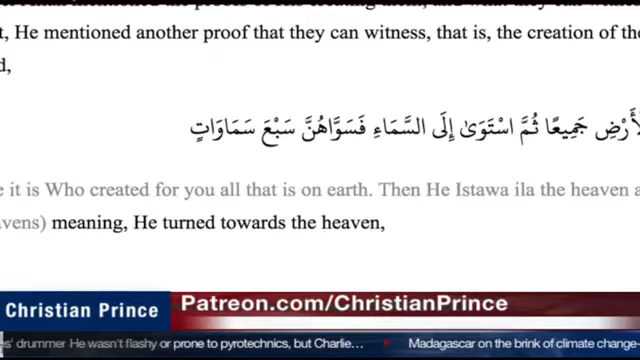 , He mentioned another proof that they can witness, that is, the creation of the
جَمِيعًا ثُمَّ اسْتَوَىٰ إِلَى السَّمَاءِ فَسَوَّاهُنَّ سَبْعَ سَمَاوَاتٍ
it is Who created for you all that is on earth. Then He Istawa ila the heaven
meaning, He turned towards the heaven,
Christian Prince
Patreon.com/ChristianPrince
drummer He wasn't flashy or prone to pyrotechnics, but Charlie... Madagascar on the brink of climate change-